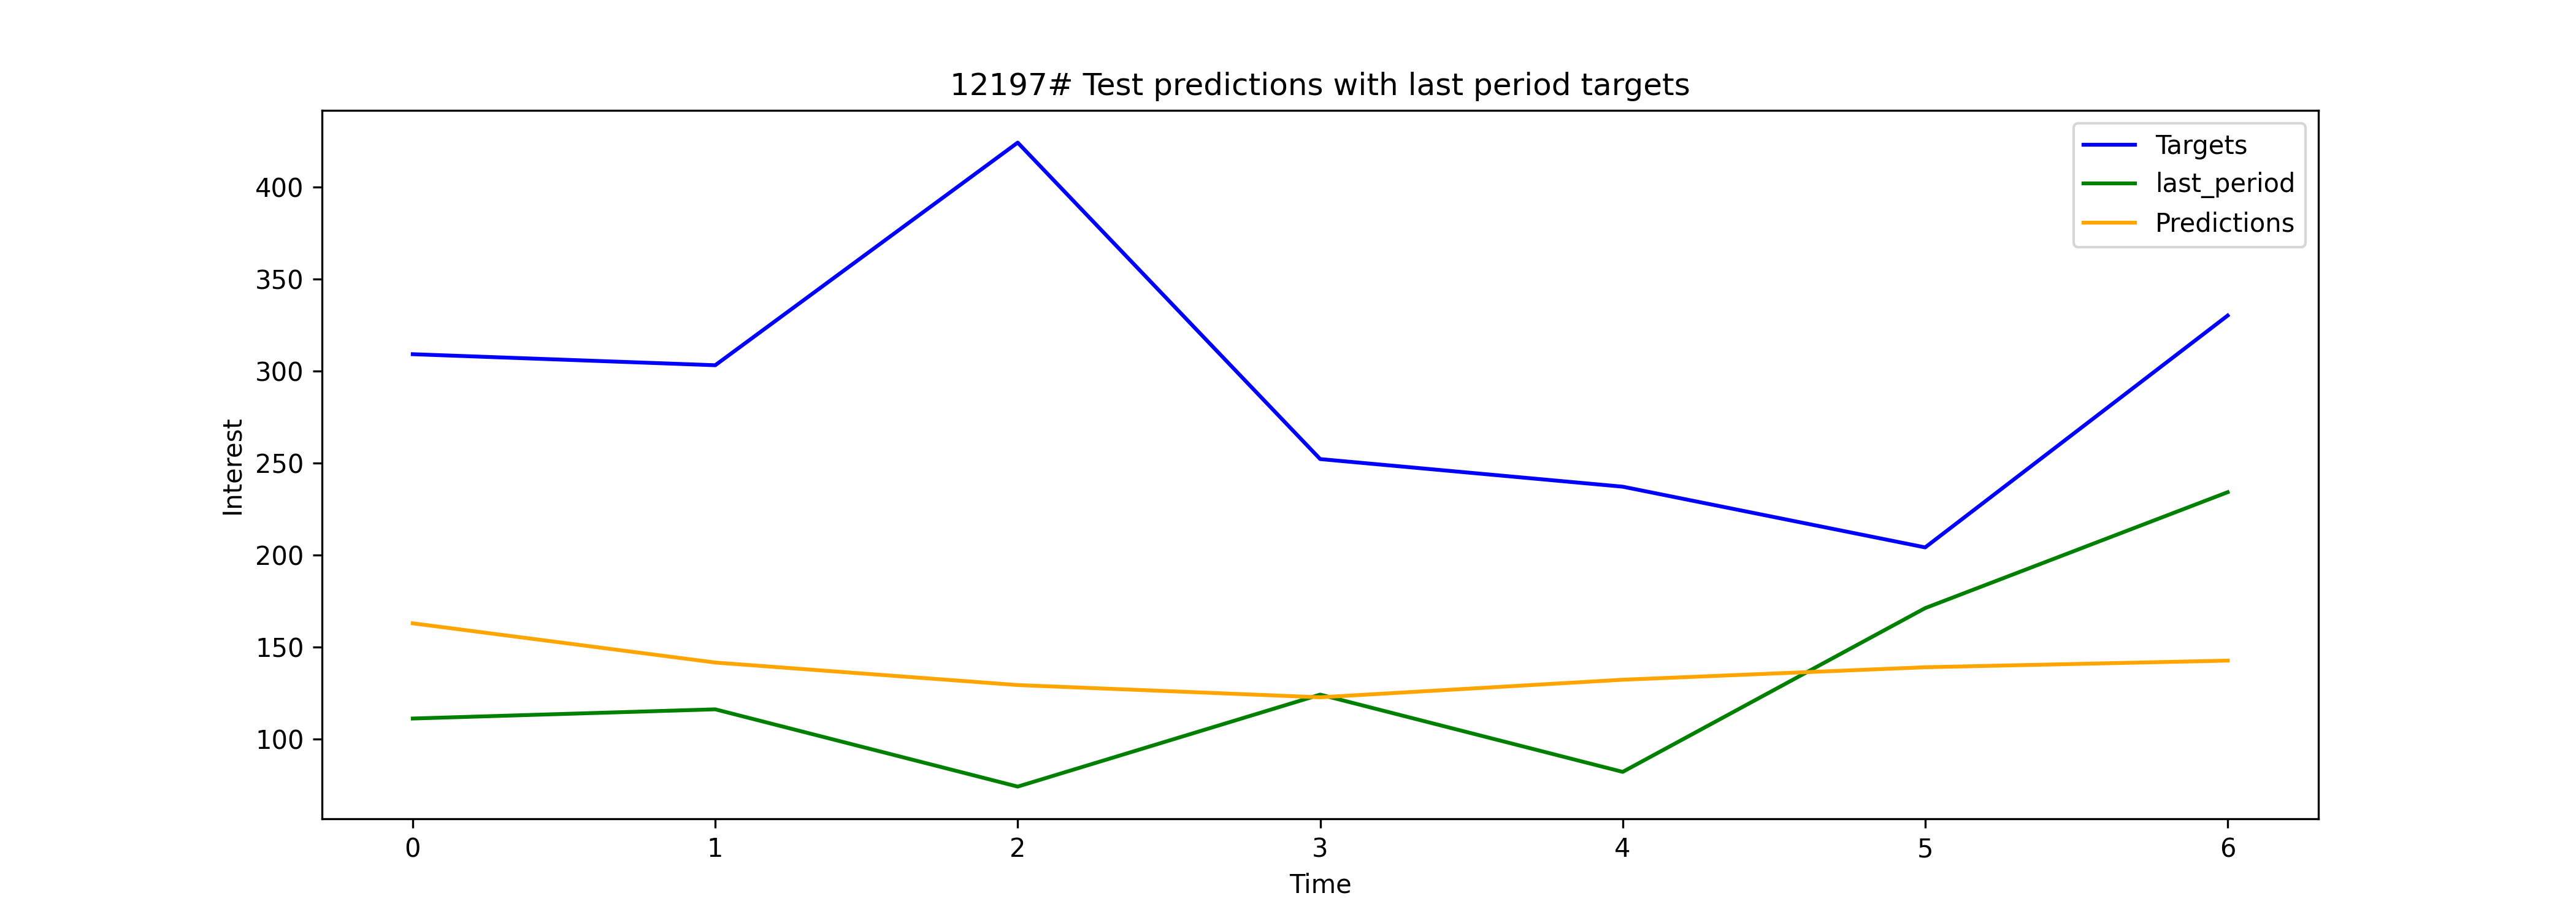 12197# Test predictions with last period targets
Targets
last_period
Predictions
400
350
300
250
200
150
100
Interest
0 1 2 3 4 5 6
Time